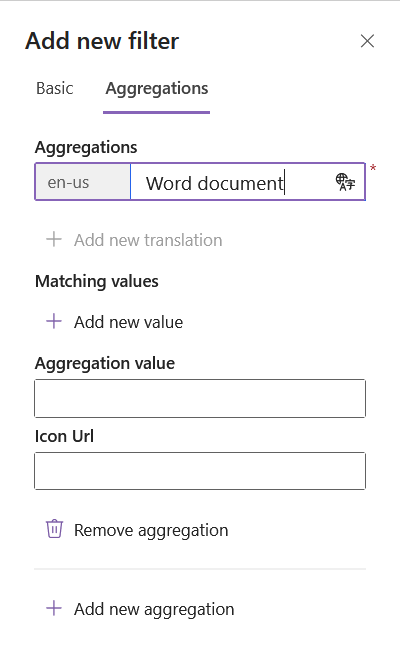 Add new filter
Basic
Aggregations
Aggregations
en-us
Word document
*
Add new translation
Matching values
Add new value
Aggregation value
Icon Url
Remove aggregation
Add new aggregation